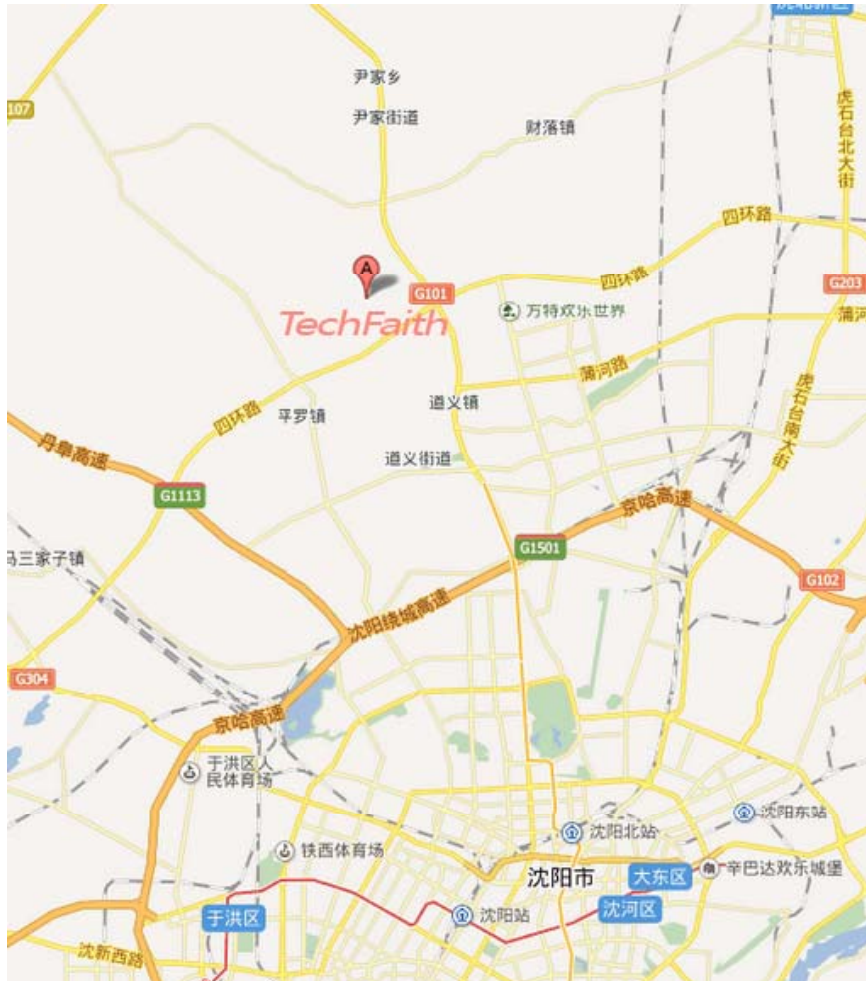 尹家乡
107
尹家街道
财落镇
虎石台北大街
四环路
四环路
A
G101
G203
TechFaith
万特欢乐世界
蒲河
蒲河路
虎石台南大街
四环路
平罗镇
道义镇
丹阜高速
道义街道
G1113
京哈高速
G1501
马三家子镇
G102
沈阳绕城高速
G304
京哈高速
于洪区人
民体育场
沈阳东站
沈阳北站
铁西体育场
辛巴达欢乐城堡
沈阳市
大东区
沈河区
于洪区
沈阳站
沈新西路